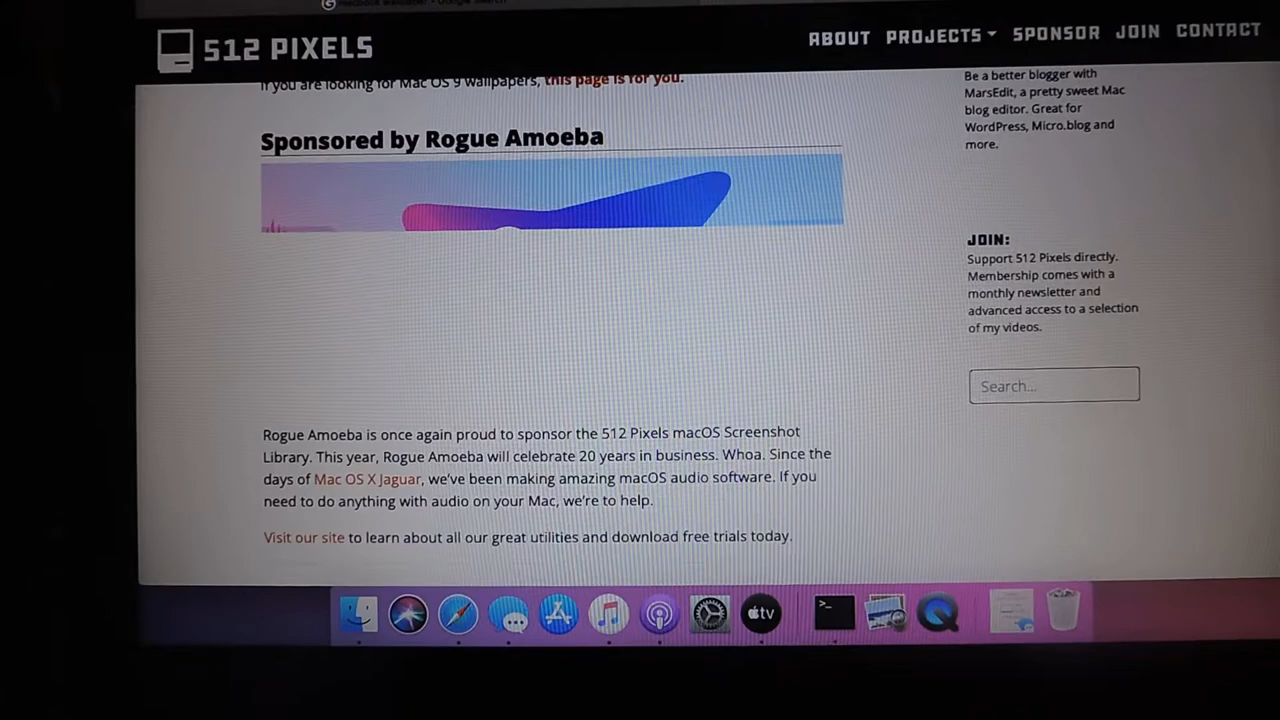 512 PIXELS
ABOUT PROJECTS SPONSOR JOIN CONTACT
If you are looking for Mac OS 9 wallpapers, this page is for you.
Sponsored by Rogue Amoeba
Rogue Amoeba is once again proud to sponsor the 512 Pixels macOS Screenshot
Library. This year, Rogue Amoeba will celebrate 20 years in business. Whoa. Since the
days of Mac OS X Jaguar, we've been making amazing macOS audio software. If you
need to do anything with audio on your Mac, we're to help.
Visit our site to learn about all our great utilities and download free trials today.
Be a better blogger with
MarsEdit, a pretty sweet Mac
blog editor. Great for
WordPress, Micro.blog and
more.
JOIN:
Support 512 Pixels directly.
Membership comes with a
monthly newsletter and
advanced access to a selection
of my videos.
Search...
>_
tv